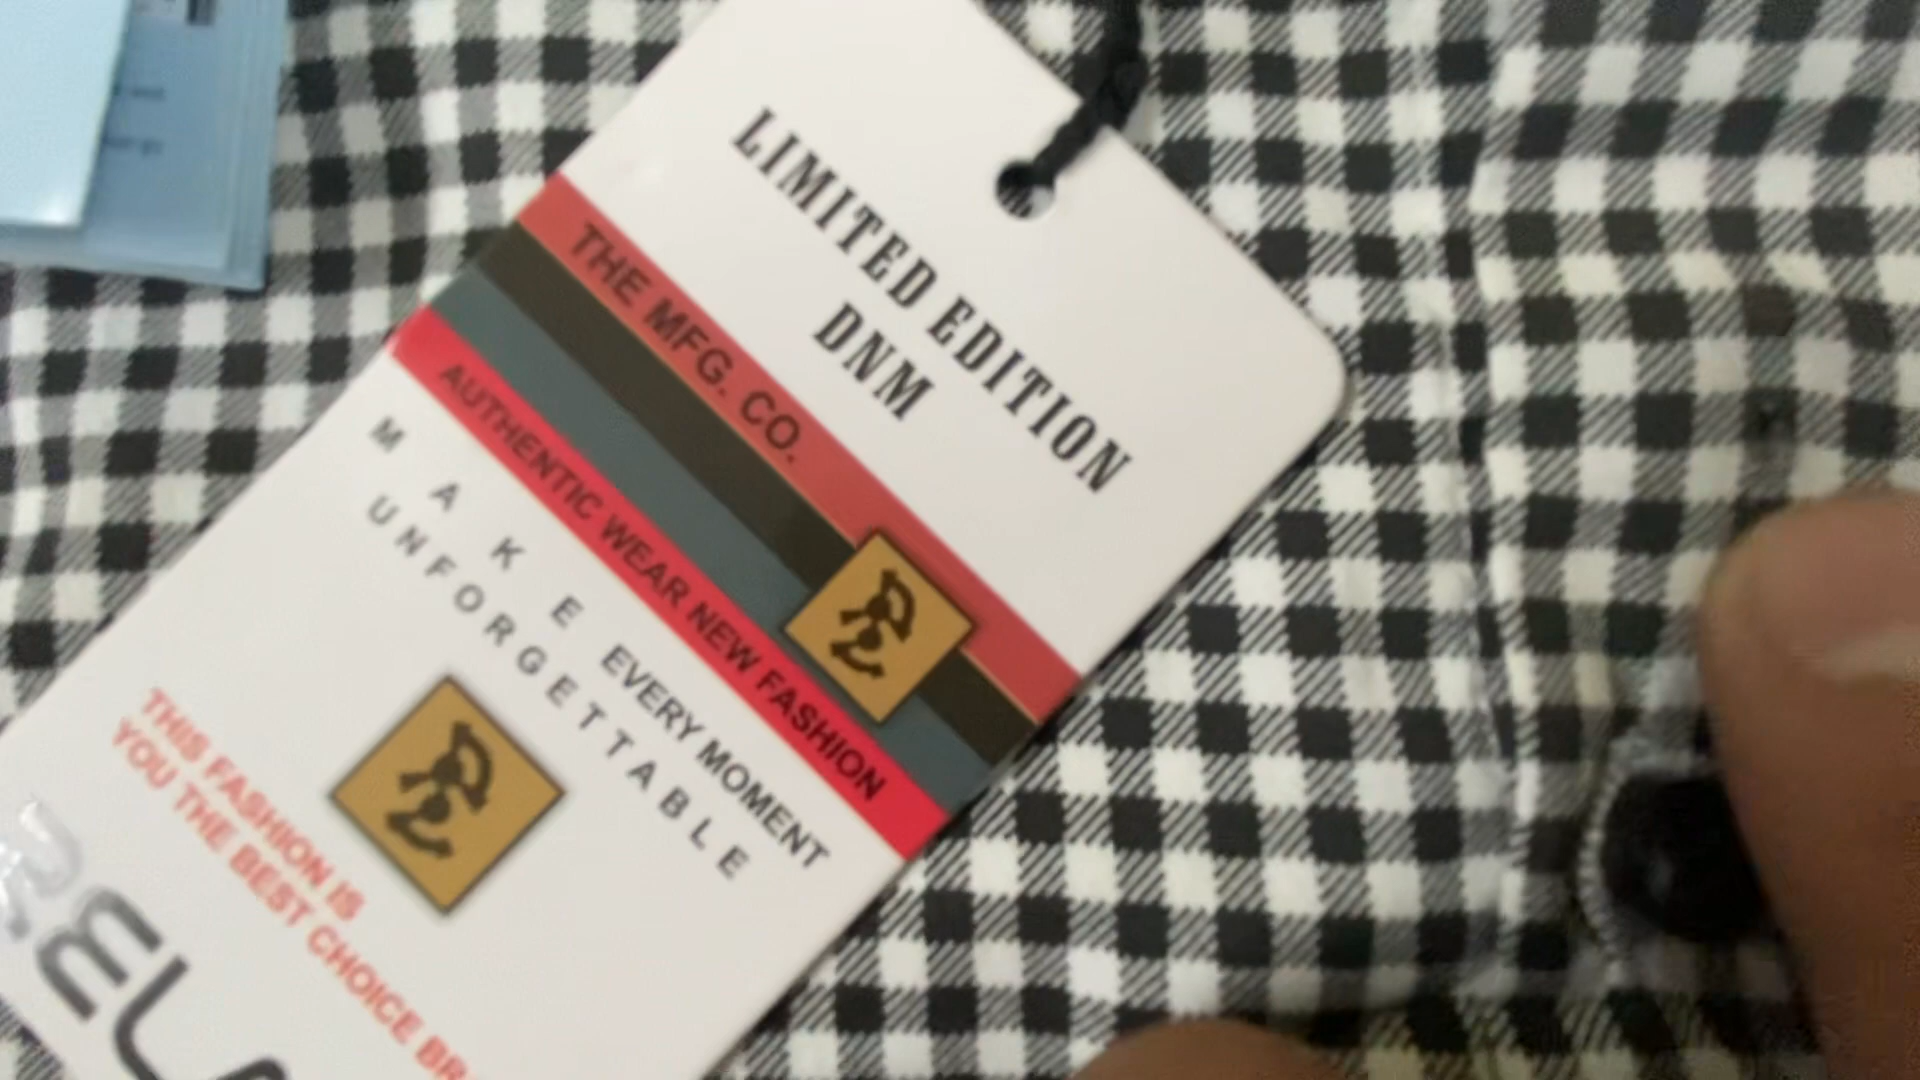 LIMITED EDITION
DNM
THE MFG. CO.
AUTHENTIC WEAR NEW FASHION
MAKE EVERY MOMENT
UNFORGETTABLE
THIS FASHION IS
YOU THE BEST CHOICE